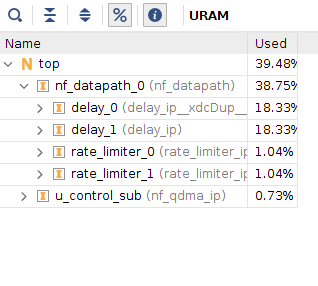 URAM
Name Used
top 39.48%
nf_datapath_0 (nf_datapath) 38.75%
delay_0 (delay_ip__xdcDup__ 18.33%
delay_1 (delay_ip) 18.33%
rate_limiter_0 (rate_limiter_ip 1.04%
rate_limiter_1 (rate_limiter_ip 1.04%
u_control_sub (nf_qdma_ip) 0.73%